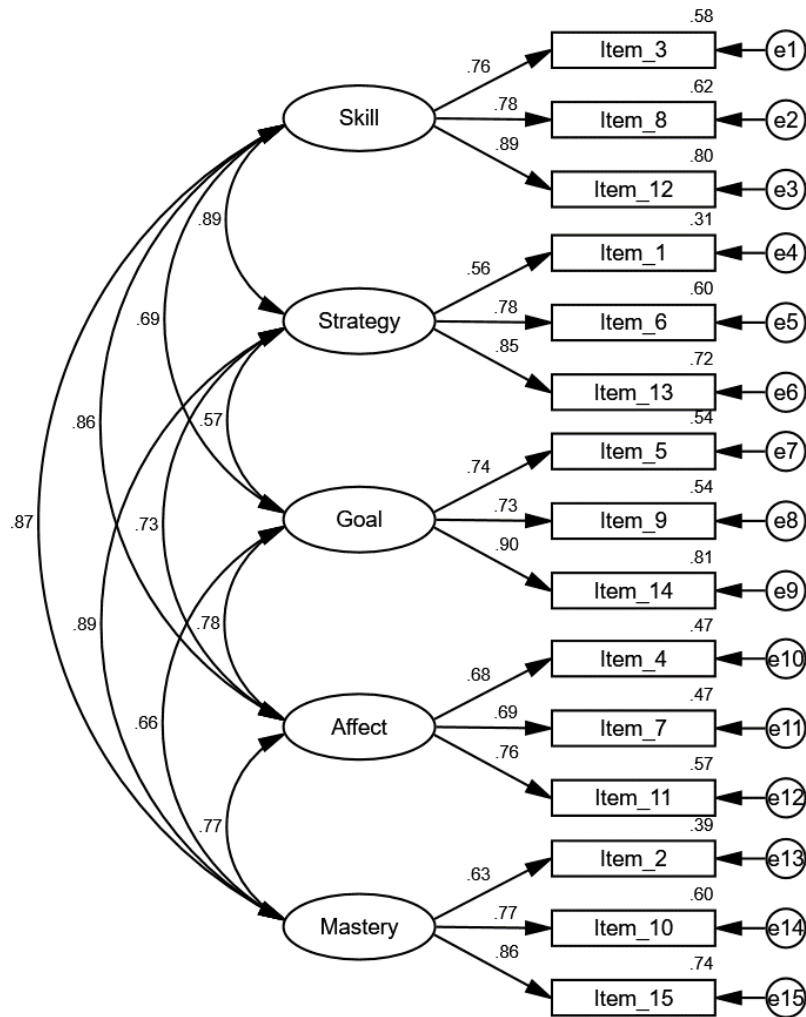 .58
Item_3
e1
.76
.62
Skill
.78
Item_8
e2
.89
.80
Item_12
e3
.31
.89
.56
Item_1
e4
.60
Strategy
.78
Item_6
e5
.69
.85
.72
Item_13
e6
.54
.86
.57
.74
Item_5
e7
.54
Goal
.73
Item_9
e8
.87
.73
.90
.81
Item_14
e9
.47
.89
.78
.68
Item_4
e10
.47
Affect
.69
Item_7
e11
.66
.76
.57
Item_11
e12
.39
.77
.63
Item_2
e13
.60
Mastery
.77
Item_10
e14
.86
.74
Item_15
e15